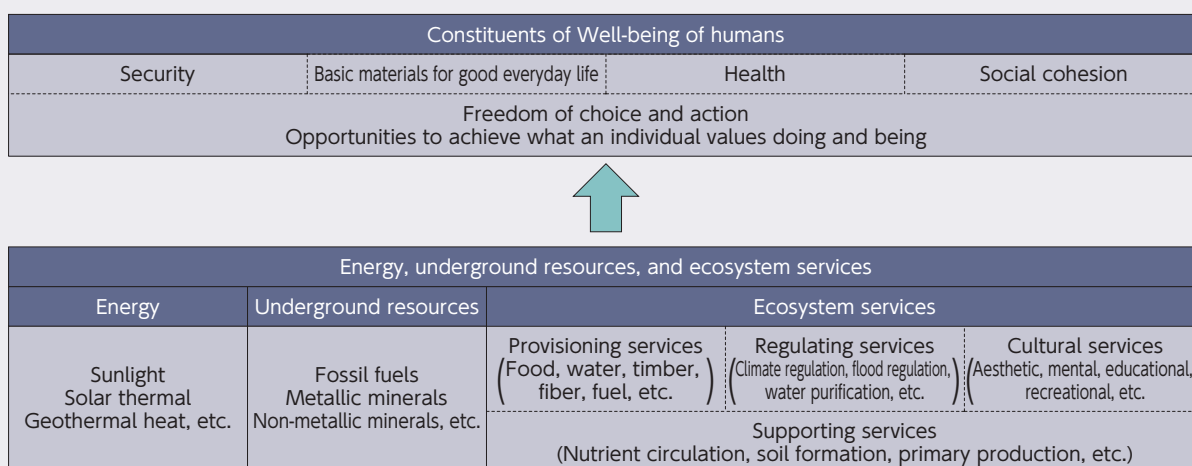 Constituents of Well-being of humans
Security
Basic materials for good everyday life
Health
Social cohesion
Freedom of choice and action
Opportunities to achieve what an individual values doing and being
Energy, underground resources, and ecosystem services
Energy
Underground resources
Ecosystem services
Sunlight
Solar thermal
Geothermal heat, etc.
Fossil fuels
Metallic minerals
Non-metallic minerals, etc.
Provisioning services
(Food, water, timber,
fiber, fuel, etc.)
Regulating services
(Climate regulation, flood regulation,
water purification, etc.)
Cultural services
(Aesthetic, mental, educational,
recreational, etc.)
Supporting services
(Nutrient circulation, soil formation, primary production, etc.)